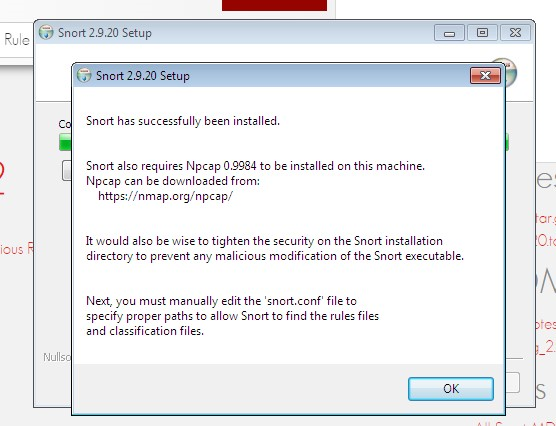 Rule
Snort 2.9.20 Setup
Snort 2.9.20 Setup
Snort has successfully been installed.
Snort also requires Npcap 0.9984 to be installed on this machine.
Npcap can be downloaded from:
https://nmap.org/npcap/
It would also be wise to tighten the security on the Snort installation
directory to prevent any malicious modification of the Snort executable.
Next, you must manually edit the 'snort.conf' file to
specify proper paths to allow Snort to find the rules files
and classification files.
OK